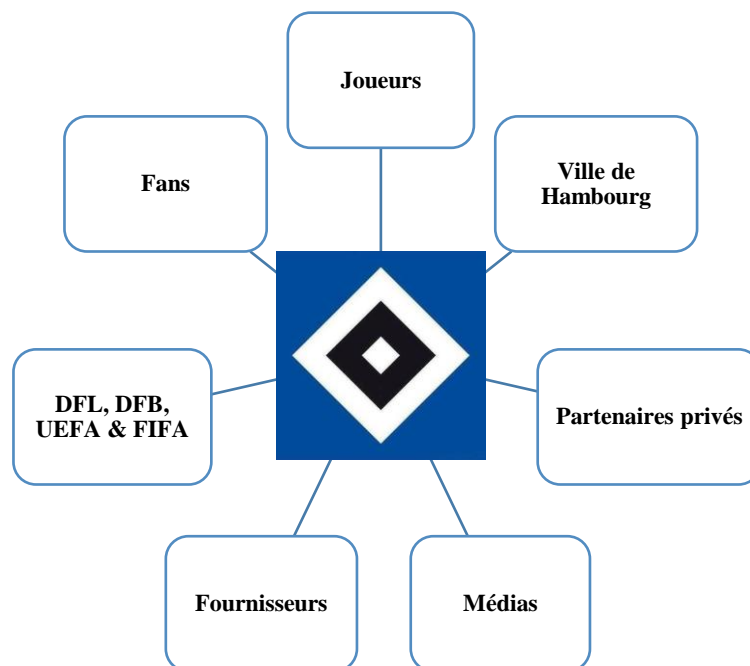 Joueurs
Fans
Ville de
Hambourg
DFL, DFB,
UEFA & FIFA
Partenaires privés
Fournisseurs
Médias